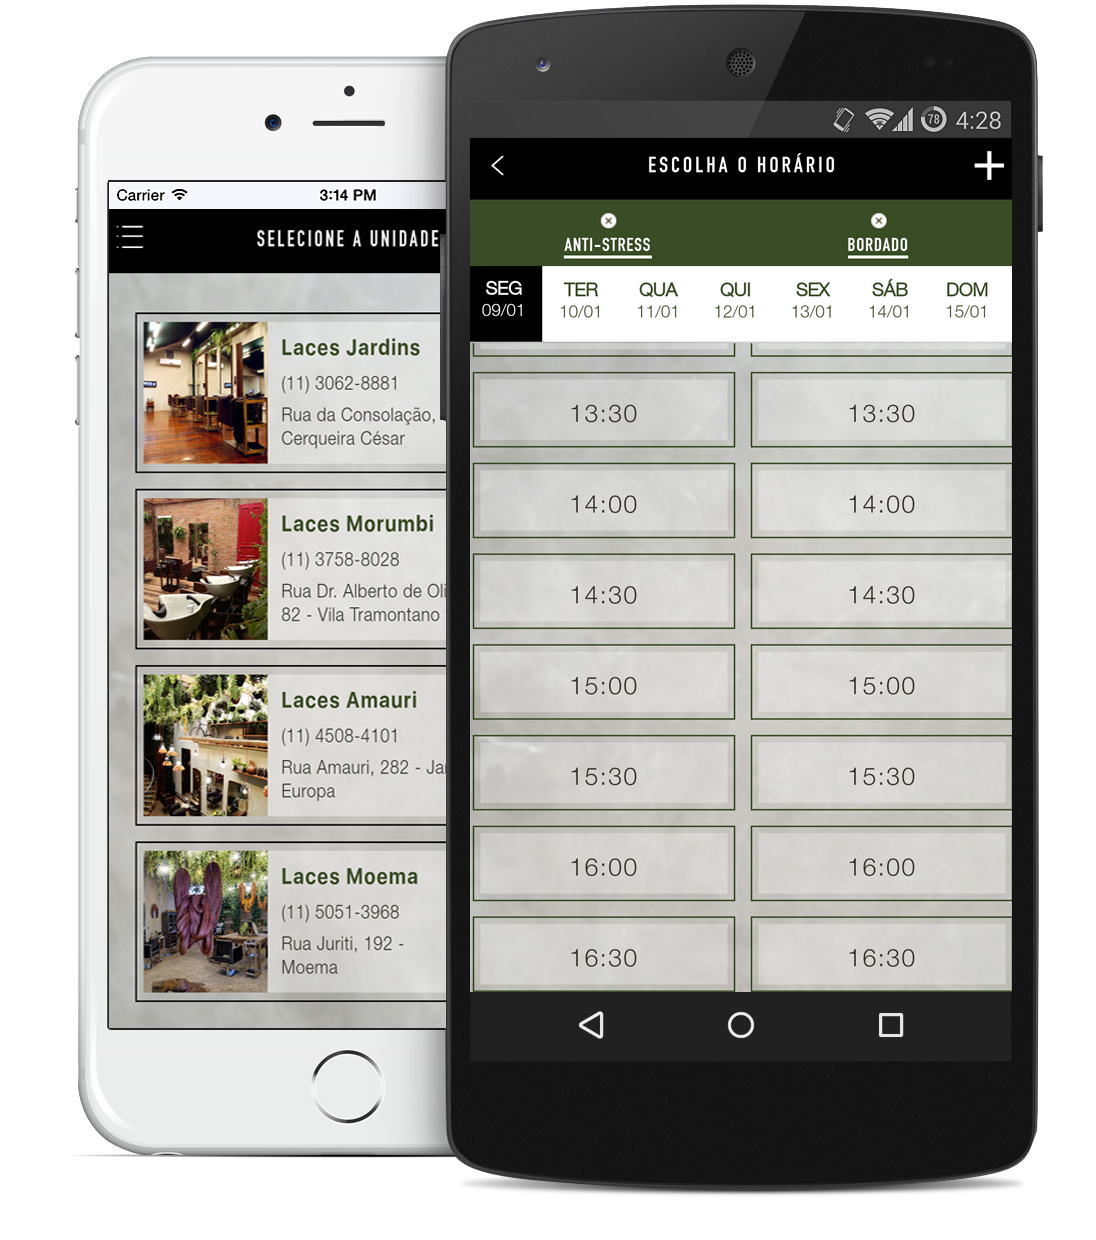 Carrier
3:14 PM
SELECIONE A UNIDADE
Laces Jardins
(11) 3062-8881
Rua da Consolação,
Cerqueira César
Laces Morumbi
(11) 3758-8028
Rua Dr. Alberto de
82 - Vila Tramontano
Laces Amauri
(11) 4508-4101
Rua Amauri, 282 -
Europa
Laces Moema
(11) 5051-3968
Rua Juriti, 192 -
Moema
78 4:28
ESCOLHA O HORÁRIO
ANTI-STRESS BORDADO
SEG TER QUA QUI SEX SÁB DOM
09/01 10/01 11/01 12/01 13/01 14/01 15/01
13:30 13:30
14:00 14:00
14:30 14:30
15:00 15:00
15:30 15:30
16:00 16:00
16:30 16:30